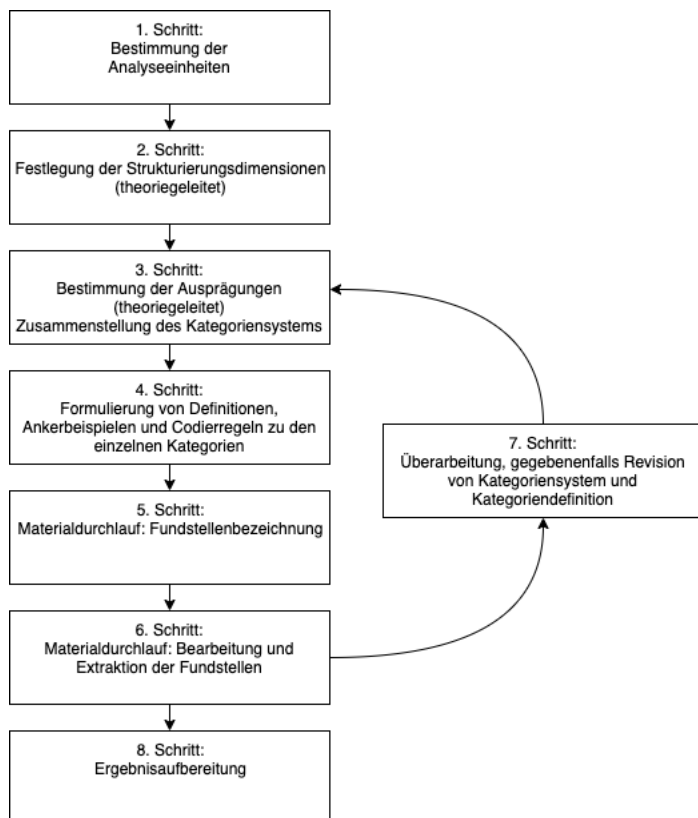 1. Schritt:
Bestimmung der
Analyseeinheiten
2. Schritt:
Festlegung der Strukturierungsdimensionen
(theoriegeleitet)
3. Schritt:
Bestimmung der Ausprägungen
(theoriegeleitet)
Zusammenstellung des Kategoriensystems
4. Schritt:
Formulierung von Definitionen,
Ankerbeispielen und Codierregeln zu den
einzelnen Kategorien
5. Schritt:
Materialdurchlauf: Fundstellenbezeichnung
6. Schritt:
Materialdurchlauf: Bearbeitung und
Extraktion der Fundstellen
7. Schritt:
Überarbeitung, gegebenenfalls Revision
von Kategoriensystem und
Kategoriendefinition
8. Schritt:
Ergebnisaufbereitung